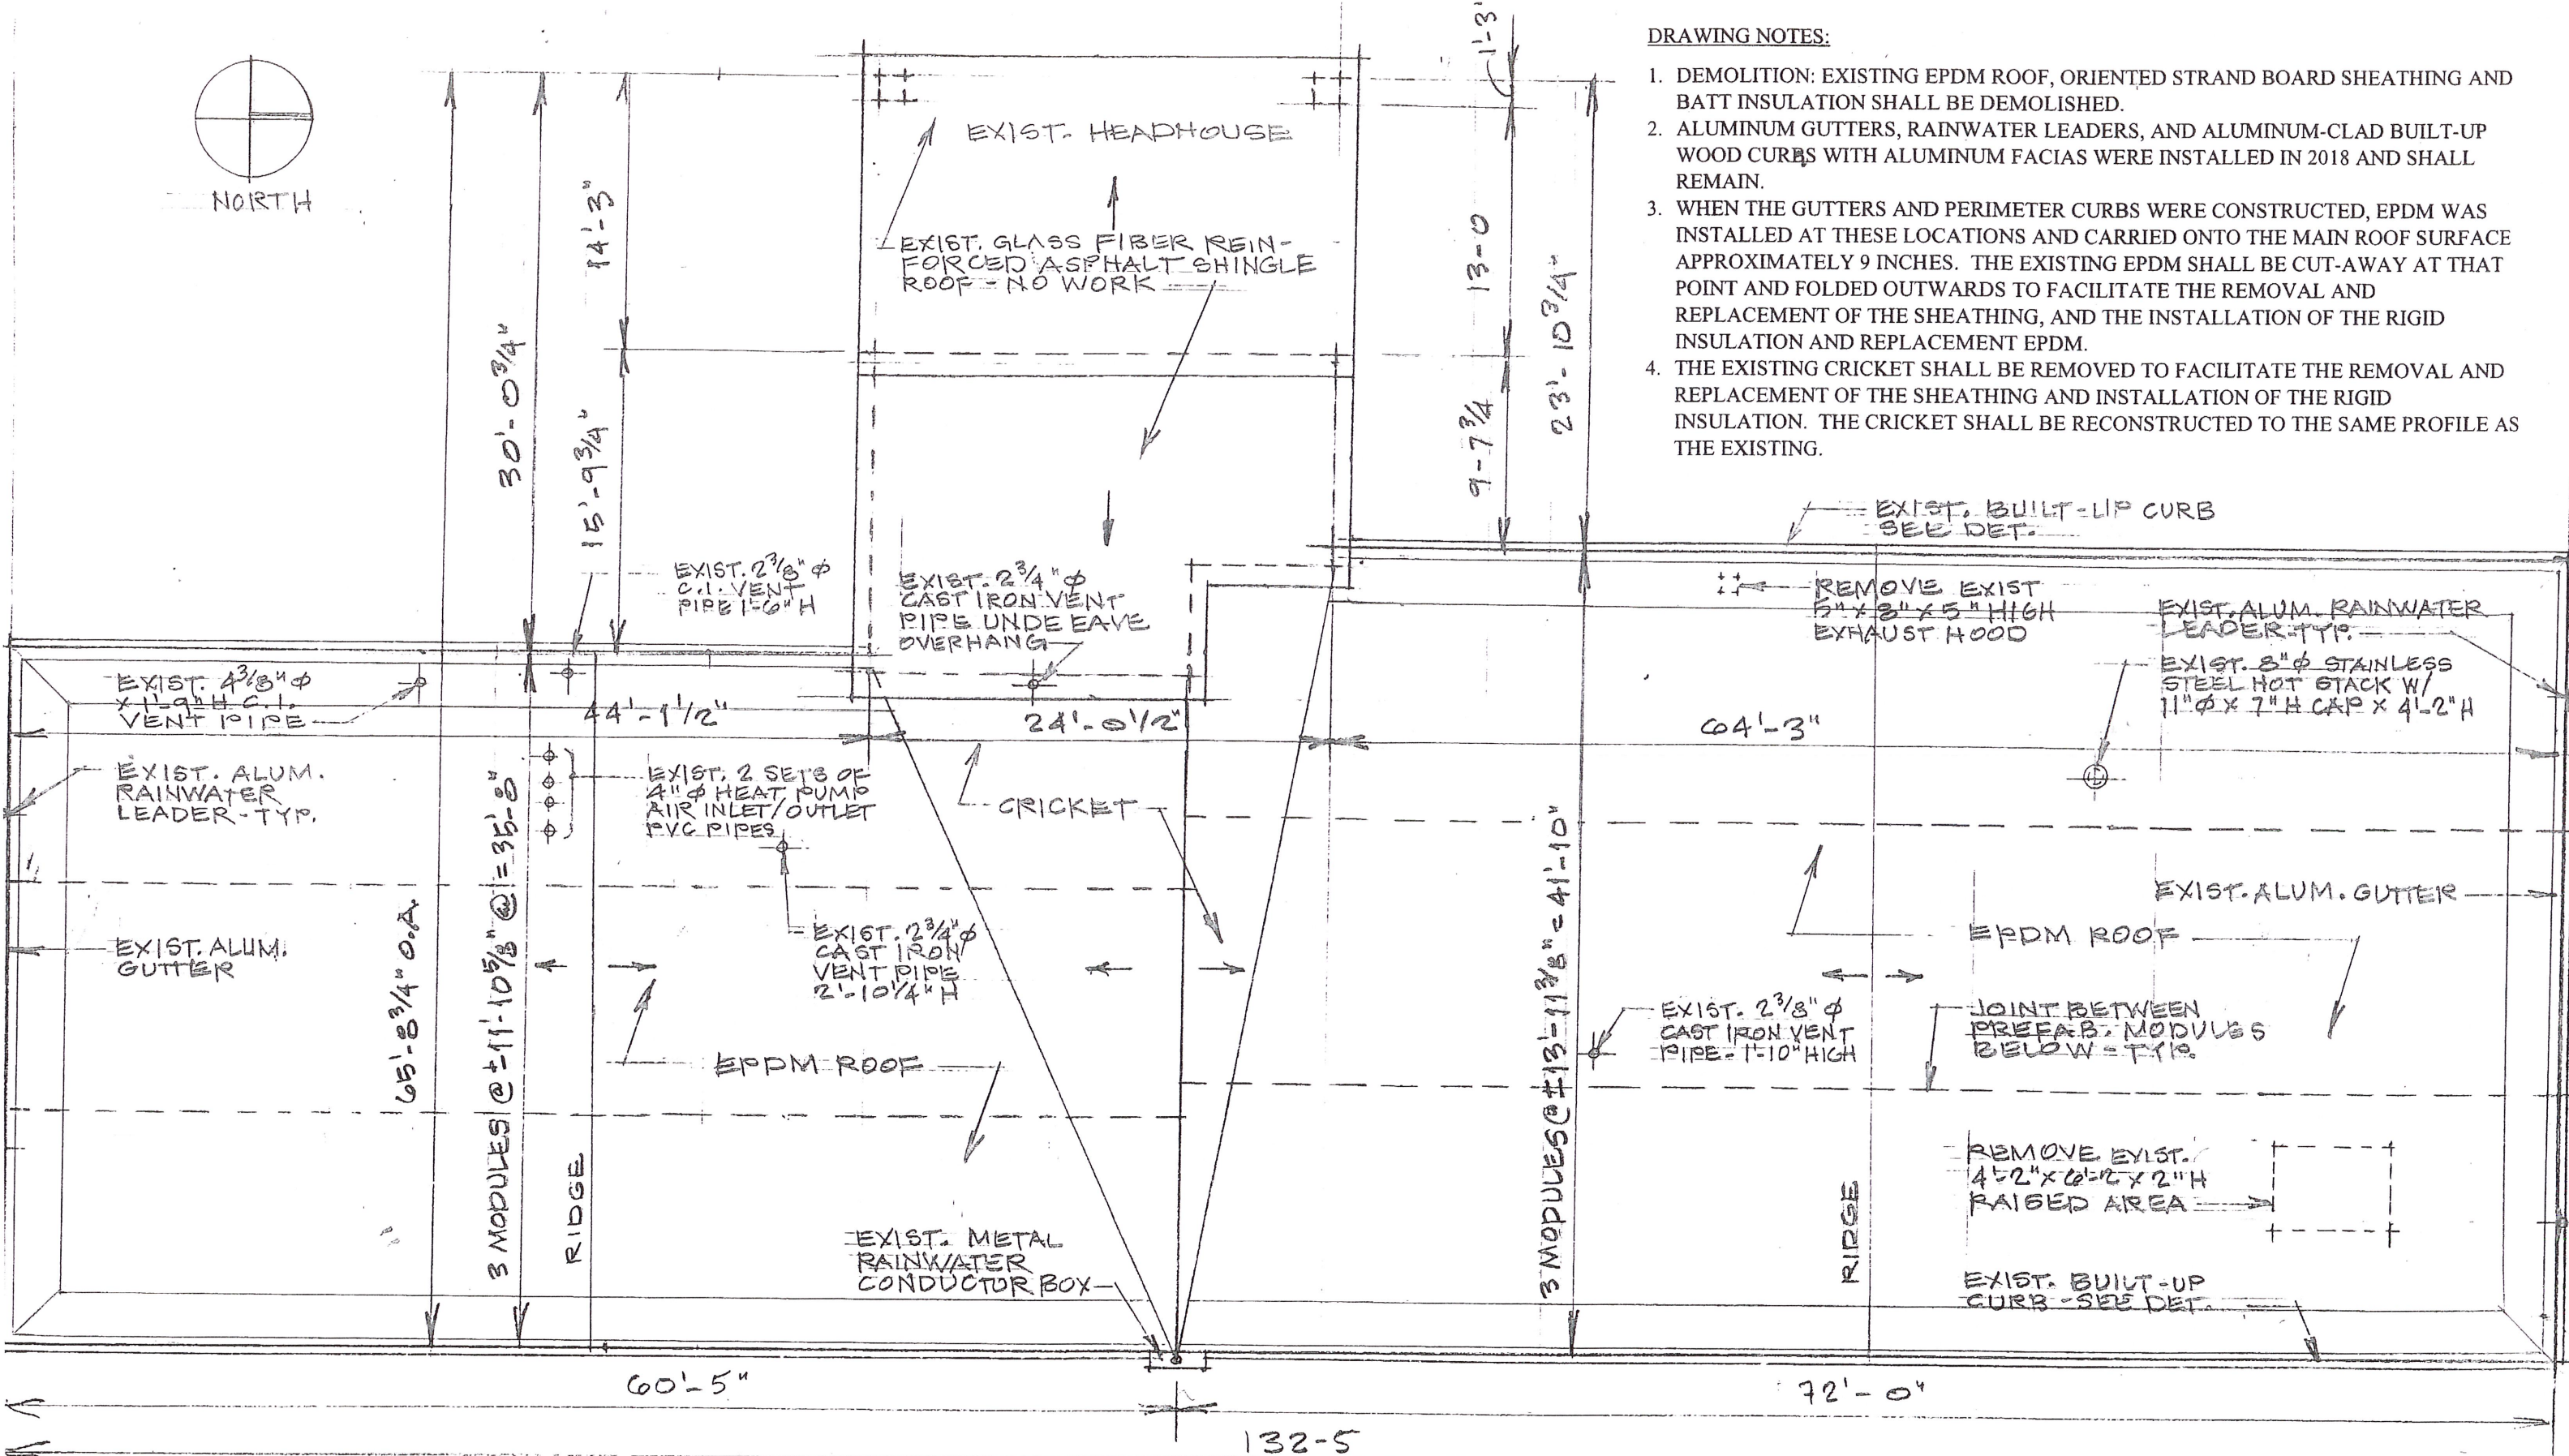 DRAWING NOTES:
1. DEMOLITION: EXISTING EPDM ROOF, ORIENTED STRAND BOARD SHEATHING AND
BATT INSULATION SHALL BE DEMOLISHED.
2. ALUMINUM GUTTERS, RAINWATER LEADERS, AND ALUMINUM-CLAD BUILT-UP
WOOD CURBS WITH ALUMINUM FACIAS WERE INSTALLED IN 2018 AND SHALL
REMAIN.
3. WHEN THE GUTTERS AND PERIMETER CURBS WERE CONSTRUCTED, EPDM WAS
INSTALLED AT THESE LOCATIONS AND CARRIED ONTO THE MAIN ROOF SURFACE
APPROXIMATELY 9 INCHES. THE EXISTING EPDM SHALL BE CUT-AWAY AT THAT
POINT AND FOLDED OUTWARDS TO FACILITATE THE REMOVAL AND
REPLACEMENT OF THE SHEATHING, AND THE INSTALLATION OF THE RIGID
INSULATION AND REPLACEMENT EPDM.
4. THE EXISTING CRICKET SHALL BE REMOVED TO FACILITATE THE REMOVAL AND
REPLACEMENT OF THE SHEATHING AND INSTALLATION OF THE RIGID
INSULATION. THE CRICKET SHALL BE RECONSTRUCTED TO THE SAME PROFILE AS
THE EXISTING.
NORTH
EXIST. HEADHOUSE
EXIST. GLASS FIBER REIN-
FORCED ASPHALT SHINGLE
ROOF - NO WORK
1'-3"
14'-3"
13-0
23'-10 3/4"
30'-0 3/4"
15'-9 3/4"
9-7 3/4
EXIST. BUILT-UP CURB
SEE DET.
EXIST. 2 3/8" ϕ
C.I. VENT
PIPE 1'-6" H
EXIST. 2 3/4" ϕ
CAST IRON VENT
PIPE UNDE EAVE
OVERHANG
REMOVE EXIST
5" X 8" X 5" HIGH
EXHAUST HOOD
EXIST. ALUM. RAINWATER
LEADER-TYP.
EXIST. 8" ϕ STAINLESS
STEEL HOT STACK W/
11" ϕ X 7" H CAP X 4'-2" H
EXIST. 4 3/8" ϕ
X 1'-9" H C.I.
VENT PIPE
44'-1 1/2"
24'-0 1/2"
64'-3"
EXIST. ALUM.
RAINWATER
LEADER-TYP.
EXIST. 2 SETS OF
4" ϕ HEAT PUMP
AIR INLET/OUTLET
PVC PIPES
CRICKET
EXIST. ALUM. GUTTER
EXIST. ALUM.
GUTTER
EXIST. 2 3/4" ϕ
CAST IRON
VENT PIPE
2'-10 1/4" H
EPDM ROOF
65'-8 3/4" O.A.
3 MODULES @ ±11'-10 5/8" @ = 35'-8"
3 MODULES @ ±13'-11 3/8" = 41'-10"
EXIST. 2 3/8" ϕ
CAST IRON VENT
PIPE - 1'-10" HIGH
JOINT BETWEEN
PREFAB. MODULES
BELOW - TYP.
EPDM ROOF
REMOVE EXIST.
4'-2" X 6'-2 X 2" H
RAISED AREA
RIDGE
RIDGE
EXIST. METAL
RAINWATER
CONDUCTOR BOX
EXIST. BUILT-UP
CURB - SEE DET.
60'-5"
72'-0"
132-5